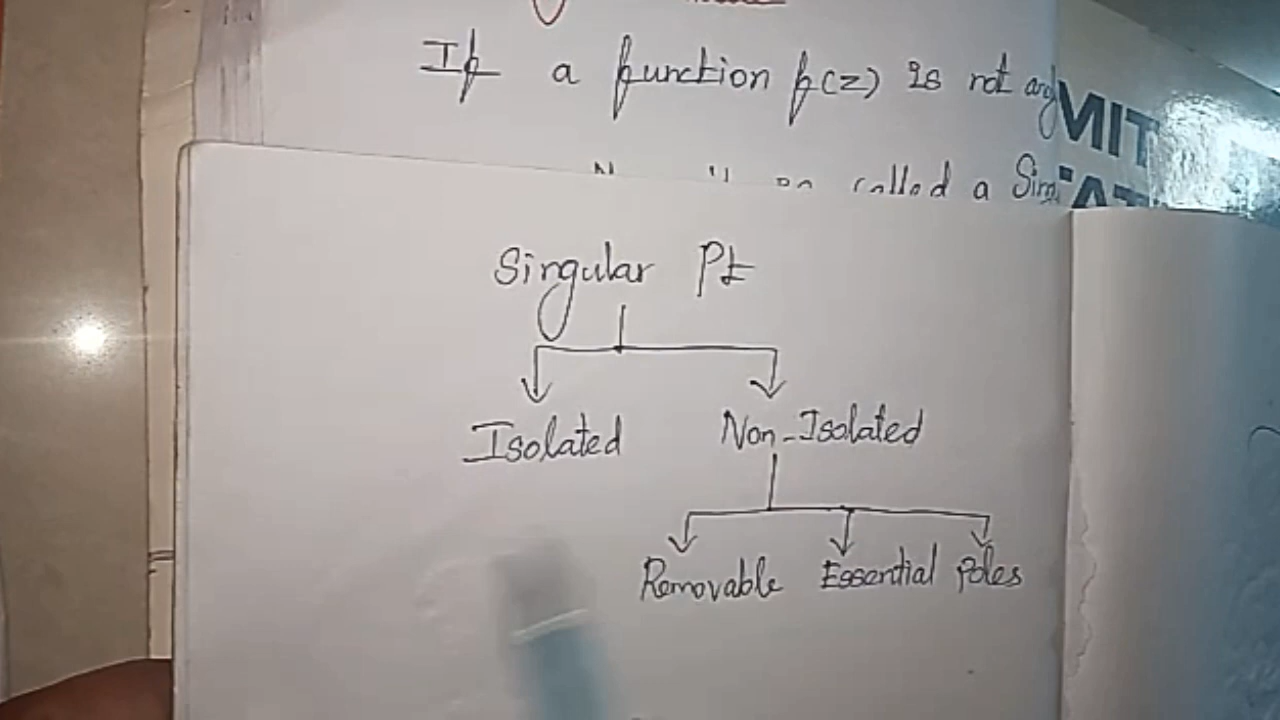 If a function f(z) is not
MIT
called a
Singular Pt
Isolated Non-Isolated
Removable Essential Poles